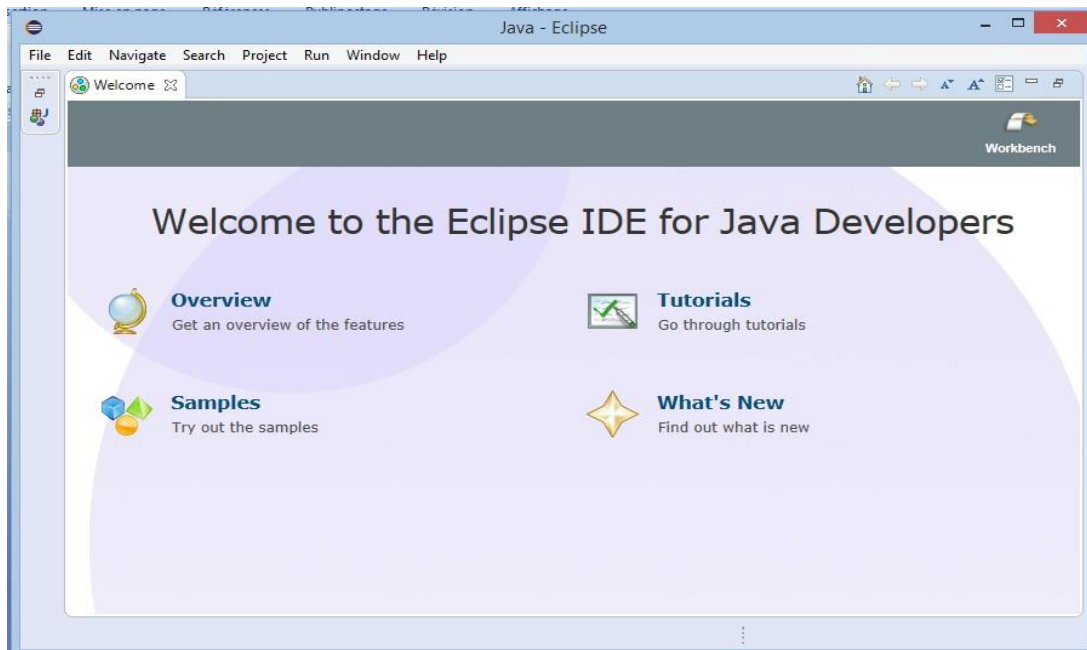 Java - Eclipse
File Edit Navigate Search Project Run Window Help
Welcome
Workbench
Welcome to the Eclipse IDE for Java Developers
Overview
Get an overview of the features
Tutorials
Go through tutorials
Samples
Try out the samples
What's New
Find out what is new